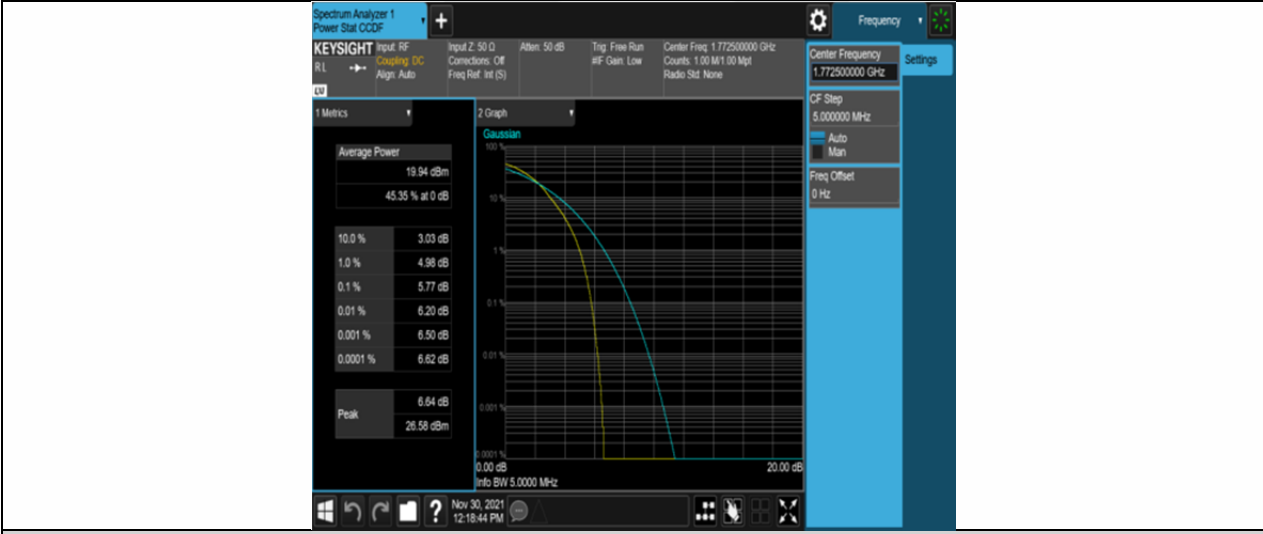 Spectrum Analyzer 1
Power Stat CCDF
+
Frequency
KEYSIGHT
R L
LXI
Input: RF
Coupling: DC
Align: Auto
Input Z: 50 Ω
Corrections: Off
Freq Ref: Int (S)
Atten: 50 dB
Trig: Free Run
#IF Gain: Low
Center Freq: 1.772500000 GHz
Counts: 1.00 M/1.00 Mpt
Radio Std: None
Center Frequency
1.772500000 GHz
Settings
CF Step
5.000000 MHz
Auto
Man
Freq Offset
0 Hz
1 Metrics
Average Power
19.94 dBm
45.35 % at 0 dB
10.0 % 3.03 dB
1.0 % 4.98 dB
0.1 % 5.77 dB
0.01 % 6.20 dB
0.001 % 6.50 dB
0.0001 % 6.62 dB
Peak
6.64 dB
26.58 dBm
2 Graph
Gaussian
100 %
10 %
1 %
0.1 %
0.01 %
0.001 %
0.0001 %
0.00 dB
20.00 dB
Info BW 5.0000 MHz
?
Nov 30, 2021
12:18:44 PM